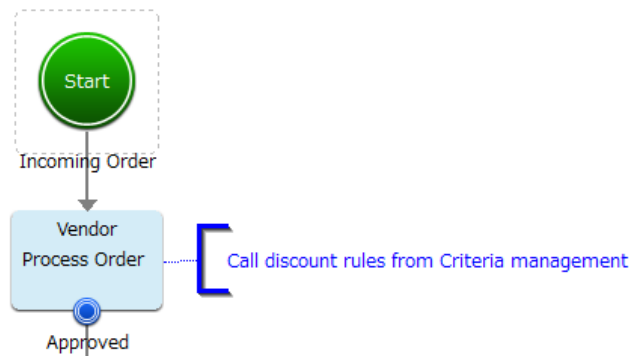 Start
Incoming Order
Vendor
Process Order
Call discount rules from Criteria management
Approved